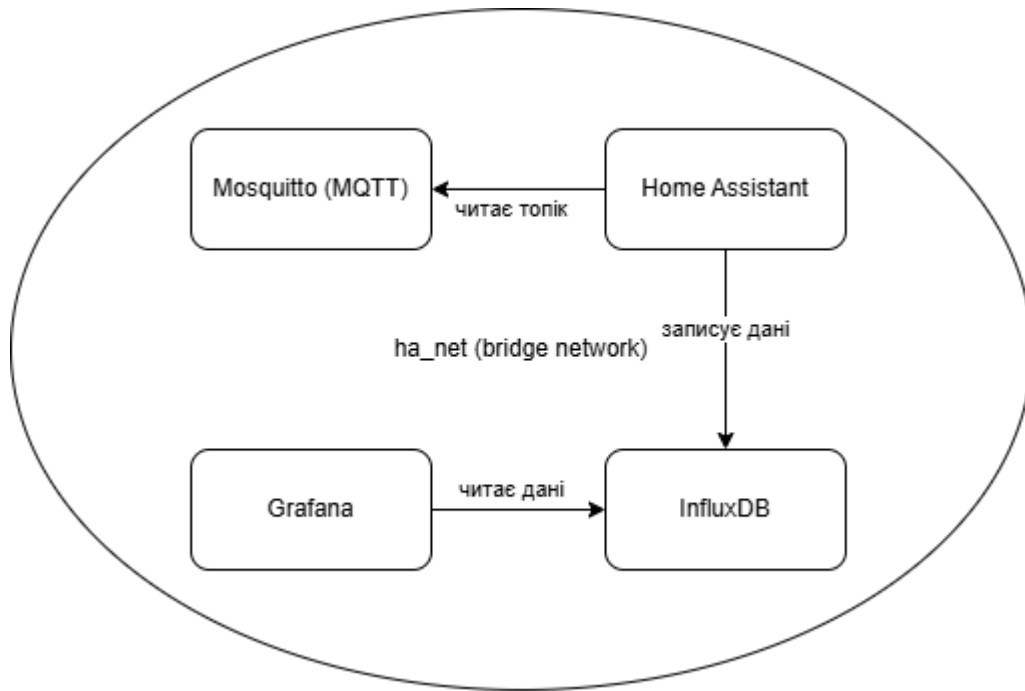 Mosquitto (MQTT)
Home Assistant
читає топік
записує дані
ha_net (bridge network)
читає дані
Grafana
InfluxDB